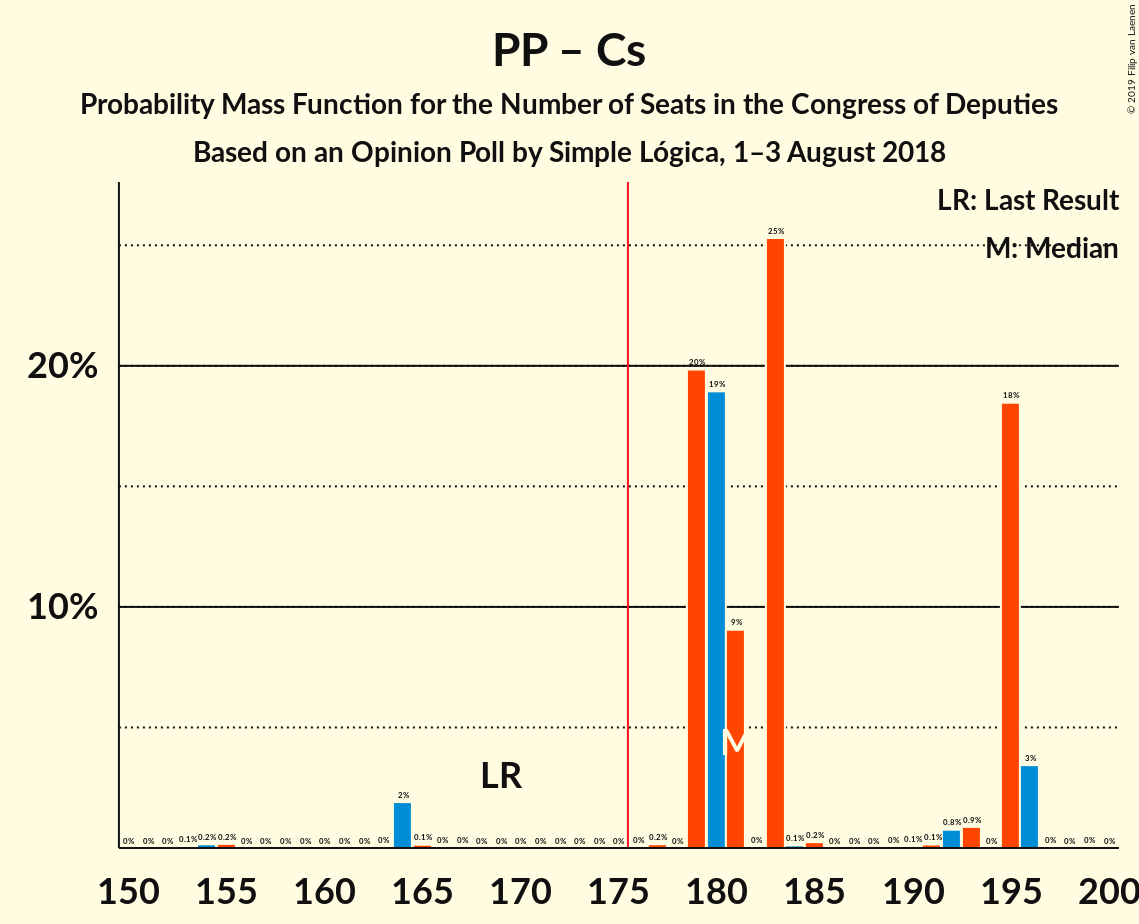 PP – Cs
Probability Mass Function for the Number of Seats in the Congress of Deputies
Based on an Opinion Poll by Simple Lógica, 1–3 August 2018
© 2019 Filip van Laenen
LR: Last Result
M: Median
20%
10%
25%
20%
19%
18%
9%
M
LR
3%
2%
0% 0% 0% 0.1% 0.2% 0.2% 0% 0% 0% 0% 0% 0% 0% 0% 0.1% 0% 0% 0% 0% 0% 0% 0% 0% 0% 0% 0% 0.2% 0% 0% 0.1% 0.2% 0% 0% 0% 0% 0.1% 0.1% 0.8% 0.9% 0% 0% 0% 0% 0%
150 155 160 165 170 175 180 185 190 195 200